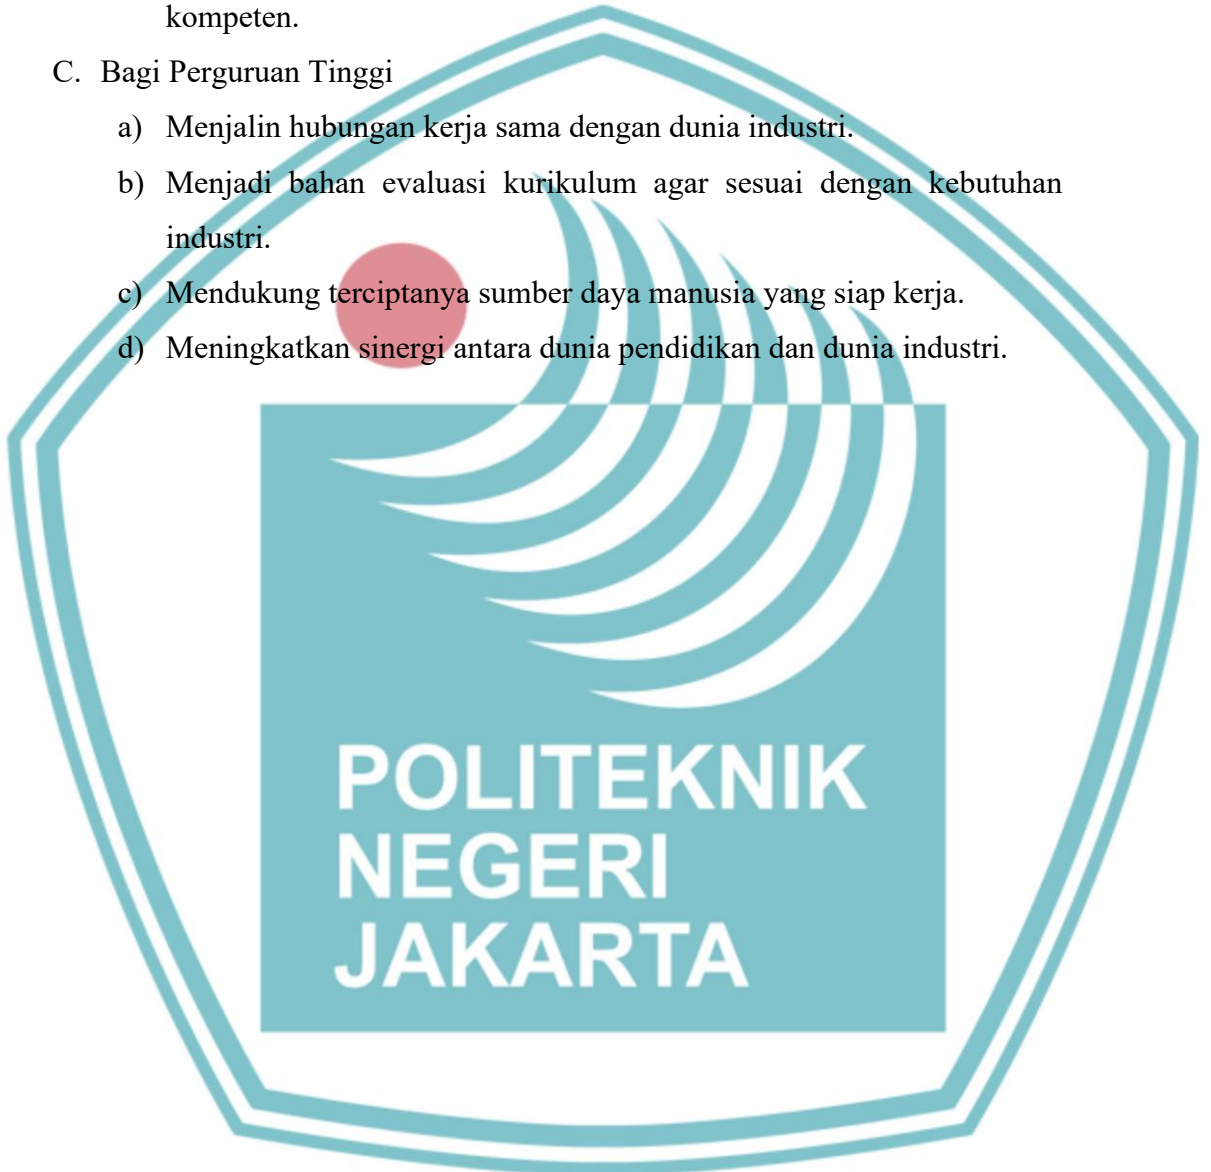 kompeten.
C. Bagi Perguruan Tinggi
a) Menjalin hubungan kerja sama dengan dunia industri.
b) Menjadi bahan evaluasi kurikulum agar sesuai dengan kebutuhan
industri.
c) Mendukung terciptanya sumber daya manusia yang siap kerja.
d) Meningkatkan sinergi antara dunia pendidikan dan dunia industri.
POLITEKNIK
NEGERI
JAKARTA